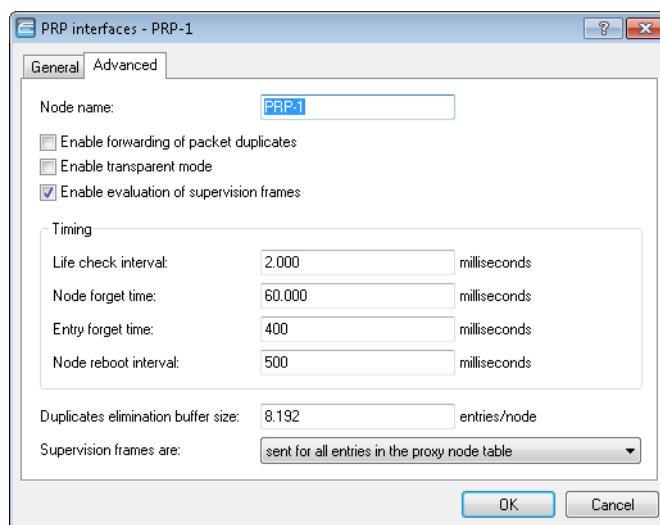 PRP interfaces - PRP-1
General Advanced
Node name: PRP-1
Enable forwarding of packet duplicates
Enable transparent mode
Enable evaluation of supervision frames
Timing
Life check interval: 2.000 milliseconds
Node forget time: 60.000 milliseconds
Entry forget time: 400 milliseconds
Node reboot interval: 500 milliseconds
Duplicates elimination buffer size: 8.192 entries/node
Supervision frames are: sent for all entries in the proxy node table
OK Cancel